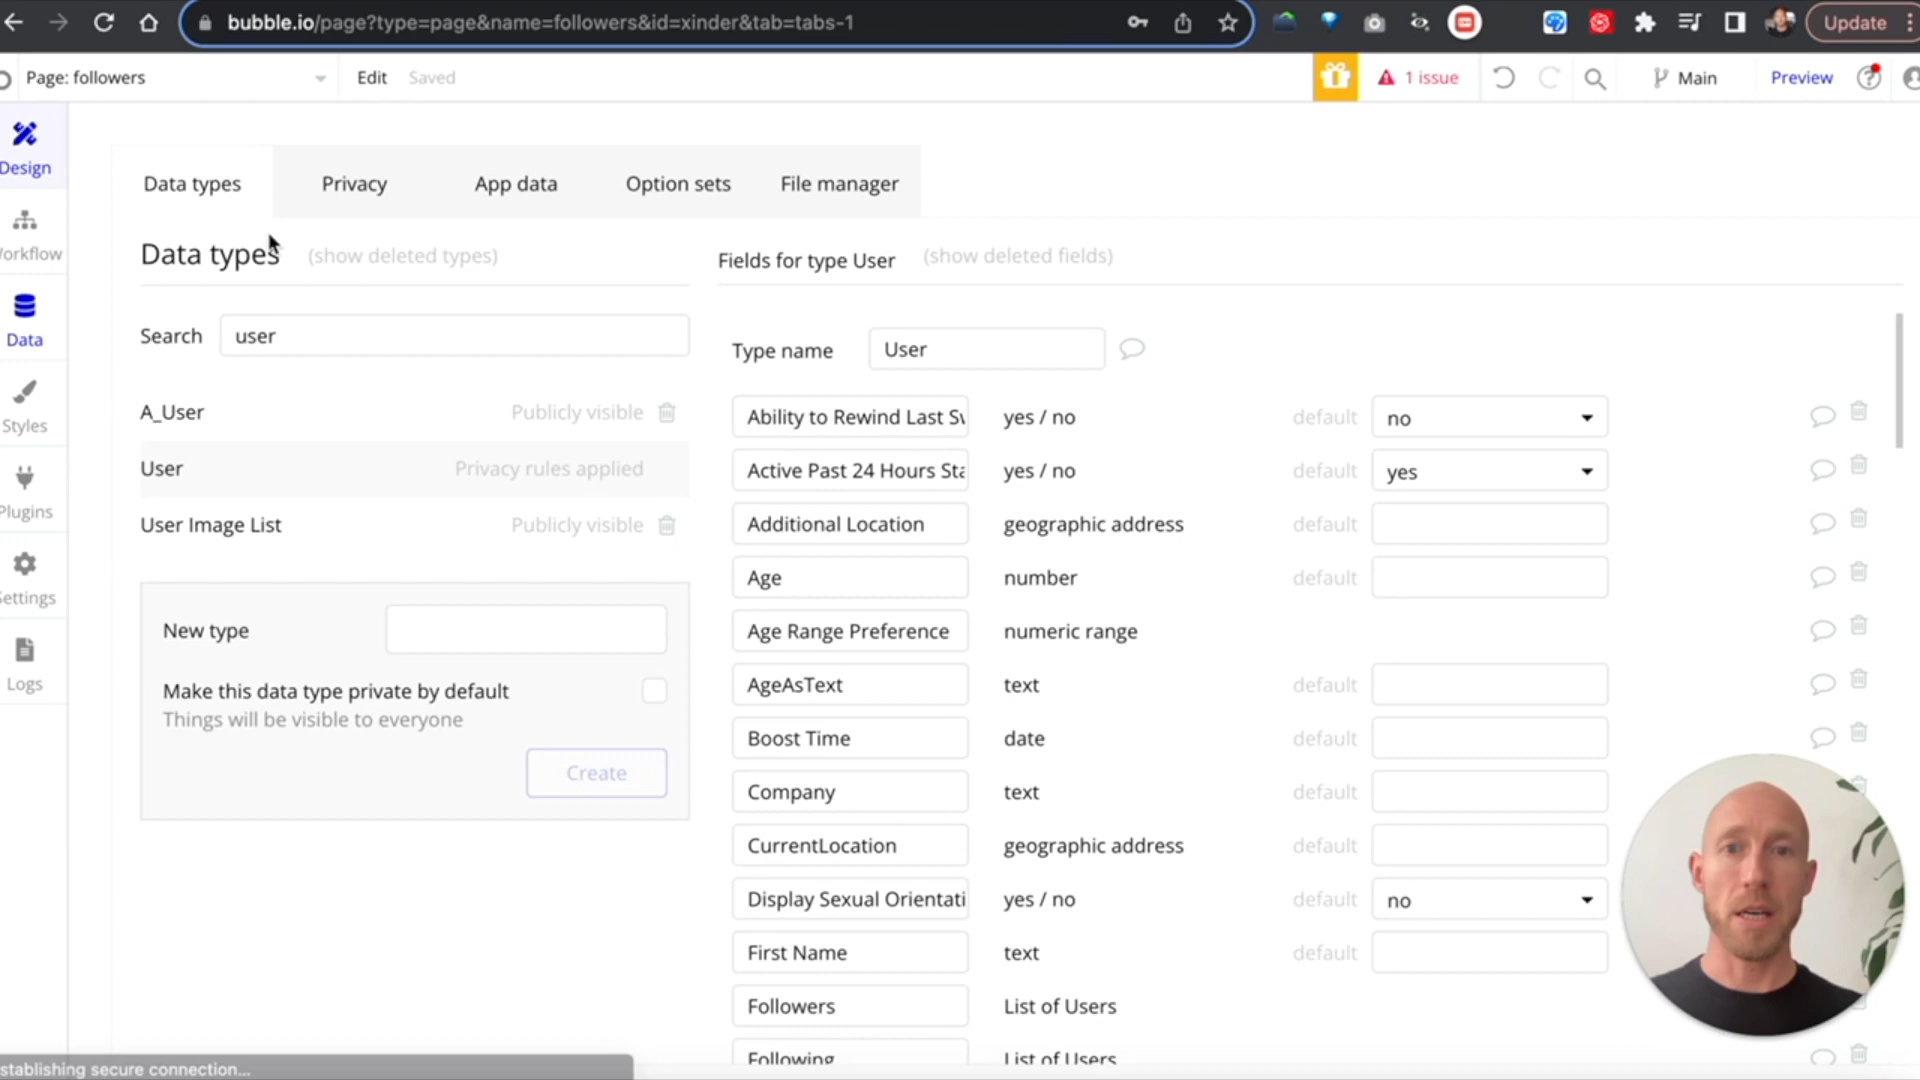 bubble.io/page?type=page&name=followers&id=xinder&tab=tabs-1
Update
Page: followers
Edit
Saved
1 issue
Main
Preview
Design
Workflow
Data
Styles
Plugins
Settings
Logs
Data types
Privacy
App data
Option sets
File manager
Data types
(show deleted types)
Search
user
A_User
Publicly visible
User
Privacy rules applied
User Image List
Publicly visible
New type
Make this data type private by default
Things will be visible to everyone
Create
Fields for type User
(show deleted fields)
Type name
User
Ability to Rewind Last Sw
yes / no
default
no
Active Past 24 Hours Sta
yes / no
default
yes
Additional Location
geographic address
default
Age
number
default
Age Range Preference
numeric range
AgeAsText
text
default
Boost Time
date
default
Company
text
default
CurrentLocation
geographic address
default
Display Sexual Orientati
yes / no
default
no
First Name
text
default
Followers
List of Users
Following
List of Users
stablishing secure connection...